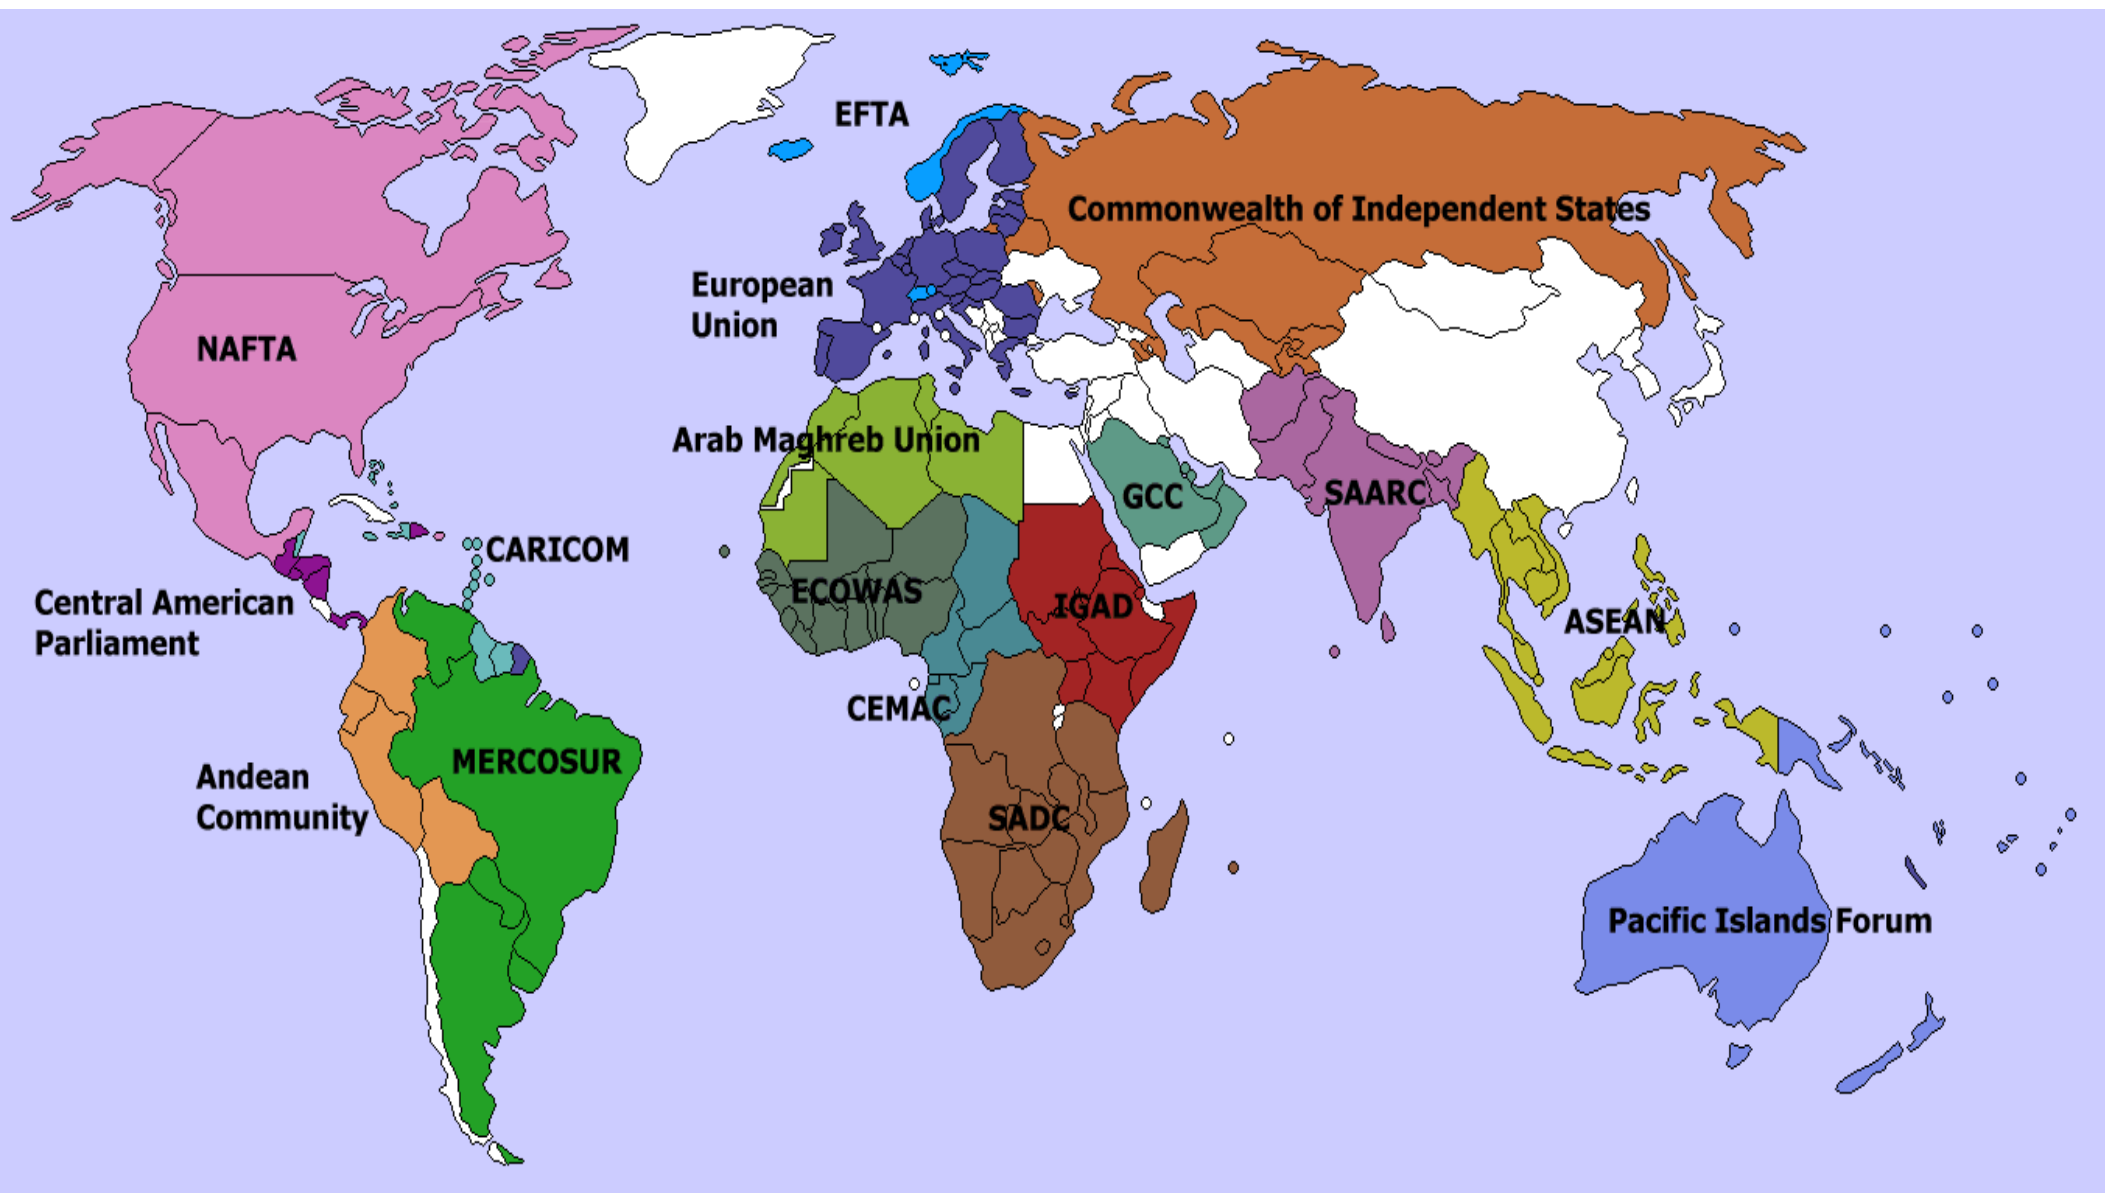 EFTA
Commonwealth of Independent States
European
Union
NAFTA
Arab Maghreb Union
GCC
SAARC
CARICOM
ECOWAS
IGAD
Central American
Parliament
ASEAN
CEMAC
MERCOSUR
Andean
Community
SADC
Pacific Islands Forum